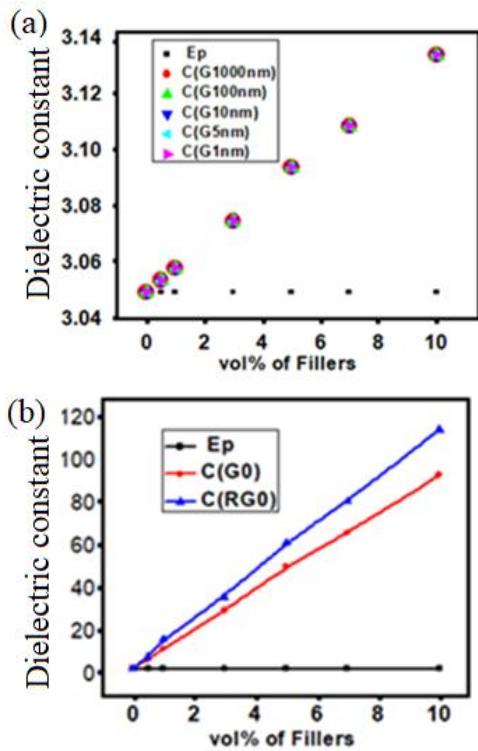 (a)
Dielectric constant
3.14
3.12
3.10
3.08
3.06
3.04
Ep
C(G1000nm)
C(G100nm)
C(G10nm)
C(G5nm)
C(G1nm)
0 2 4 6 8 10
vol% of Fillers
(b)
Dielectric constant
120
100
80
60
40
20
0
Ep
C(G0)
C(RG0)
0 2 4 6 8 10
vol% of Fillers